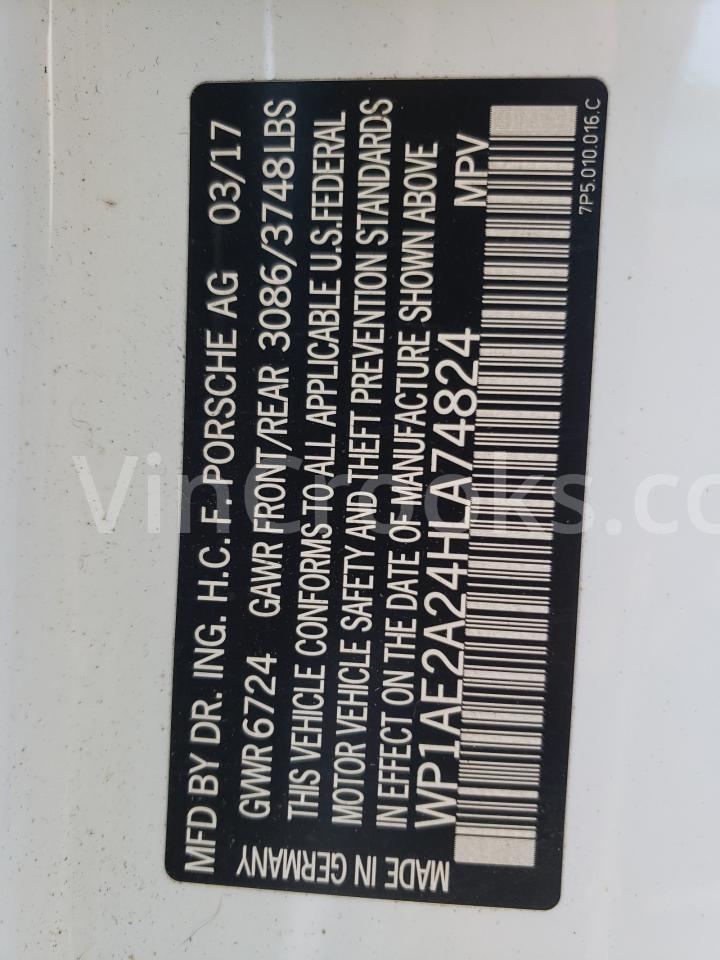 MFD BY DR. ING. H.C. F. PORSCHE AG 03/17
GVWR 6724 GAWR FRONT/REAR 3086/3748 LBS
THIS VEHICLE CONFORMS TO ALL APPLICABLE U.S.FEDERAL
MOTOR VEHICLE SAFETY AND THEFT PREVENTION STANDARDS
IN EFFECT ON THE DATE OF MANUFACTURE SHOWN ABOVE
WP1AE2A24HLA74824 MPV
MADE IN GERMANY
7P5.010.016.C
VinCrooks.co